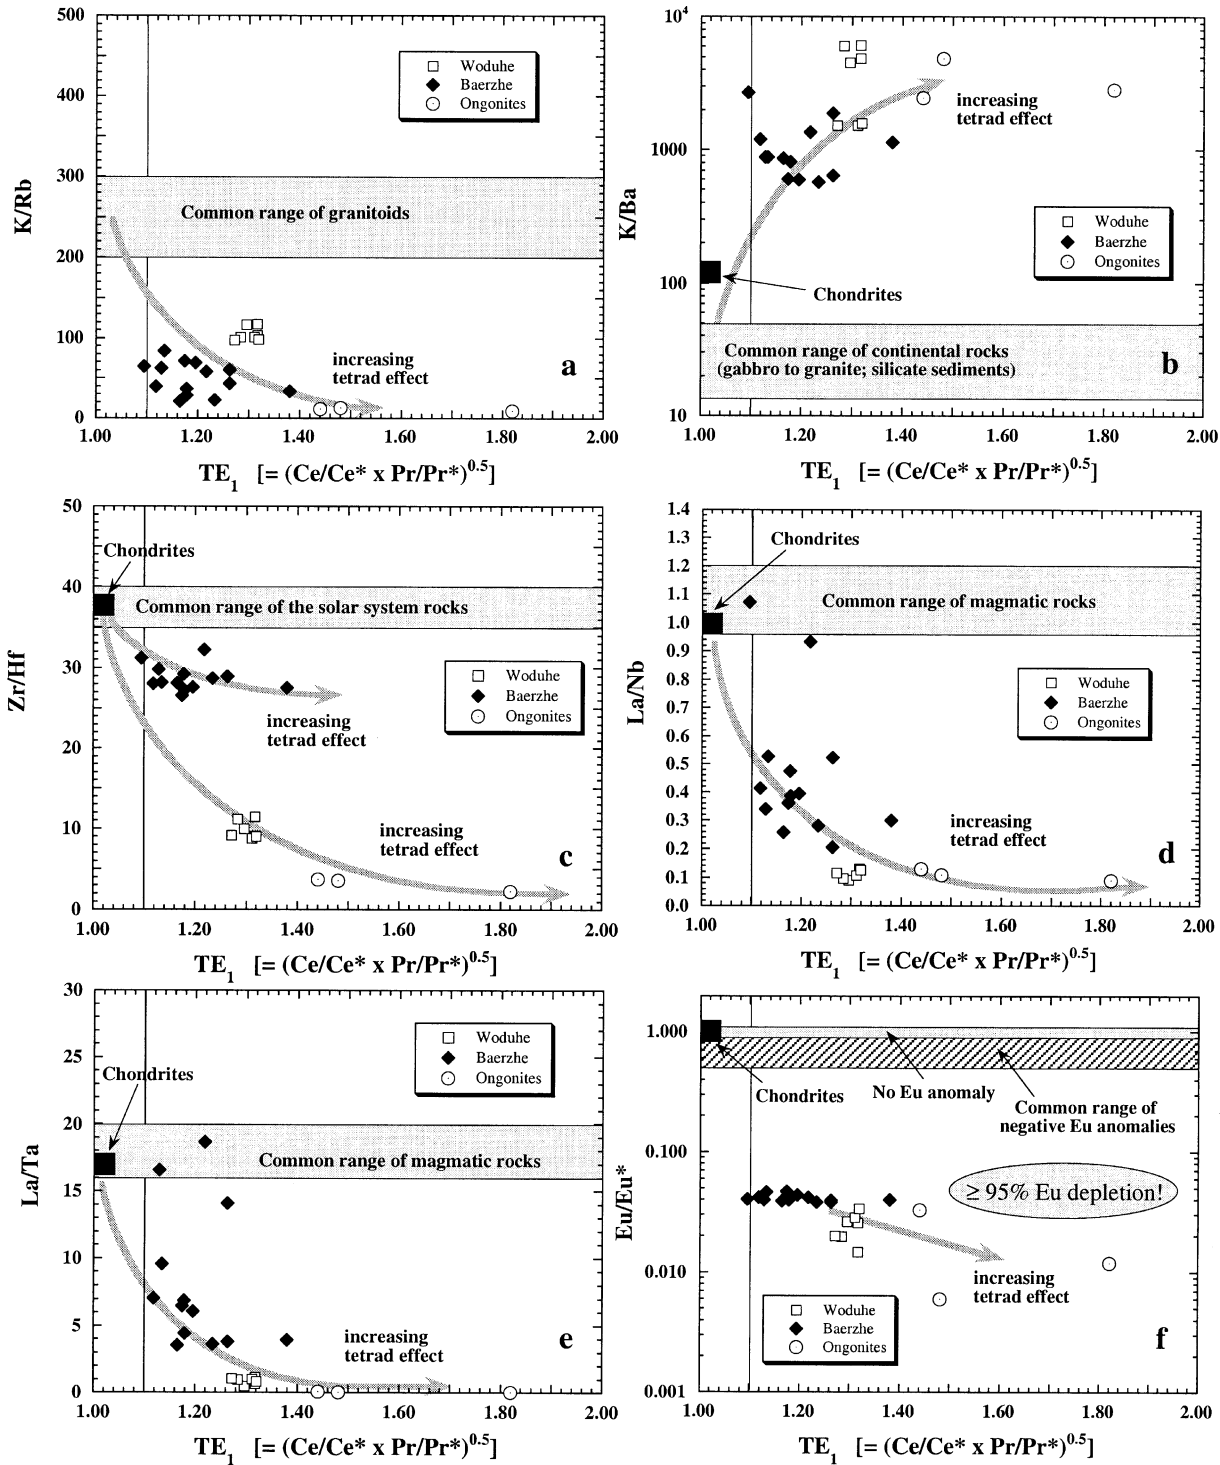 500
400
300
200
100
0
K/Rb
Woduhe
Baerzhe
Ongonites
Common range of granitoids
increasing
tetrad effect
a
1.00 1.20 1.40 1.60 1.80 2.00
TE1 [= (Ce/Ce* x Pr/Pr*)0.5]
10^4
1000
100
10
K/Ba
increasing
tetrad effect
Woduhe
Baerzhe
Ongonites
Chondrites
Common range of continental rocks
(gabbro to granite; silicate sediments)
b
1.00 1.20 1.40 1.60 1.80 2.00
TE1 [= (Ce/Ce* x Pr/Pr*)0.5]
50
40
30
20
10
0
Zr/Hf
Chondrites
Common range of the solar system rocks
Woduhe
Baerzhe
Ongonites
increasing
tetrad effect
increasing
tetrad effect
c
1.00 1.20 1.40 1.60 1.80 2.00
TE1 [= (Ce/Ce* x Pr/Pr*)0.5]
1.4
1.3
1.2
1.1
1.0
0.9
0.8
0.7
0.6
0.5
0.4
0.3
0.2
0.1
0.0
La/Nb
Chondrites
Common range of magmatic rocks
Woduhe
Baerzhe
Ongonites
increasing
tetrad effect
d
1.00 1.20 1.40 1.60 1.80 2.00
TE1 [= (Ce/Ce* x Pr/Pr*)0.5]
30
25
20
15
10
5
0
La/Ta
Woduhe
Baerzhe
Ongonites
Chondrites
Common range of magmatic rocks
increasing
tetrad effect
e
1.00 1.20 1.40 1.60 1.80 2.00
TE1 [= (Ce/Ce* x Pr/Pr*)0.5]
1.000
0.100
0.010
0.001
Eu/Eu*
Chondrites
No Eu anomaly
Common range of
negative Eu anomalies
≥ 95% Eu depletion!
increasing
tetrad effect
Woduhe
Baerzhe
Ongonites
f
1.00 1.20 1.40 1.60 1.80 2.00
TE1 [= (Ce/Ce* x Pr/Pr*)0.5]